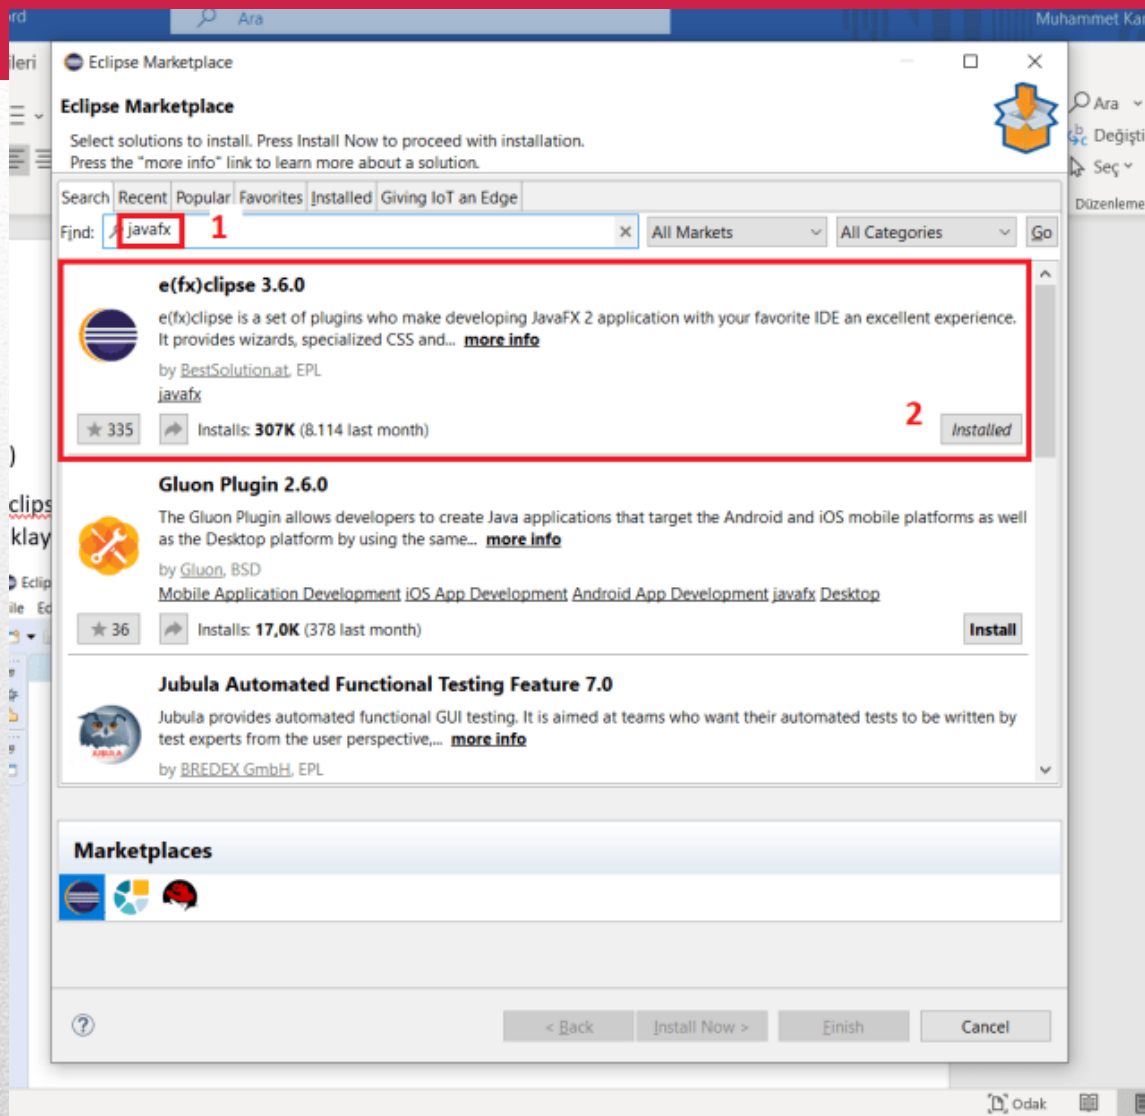 Ara
Muhammet
Eclipse Marketplace
Eclipse Marketplace
Select solutions to install. Press Install Now to proceed with installation.
Press the "more info" link to learn more about a solution.
Ara
Seç
Search Recent Popular Favorites Installed Giving IoT an Edge
Düzenleme
Find: javafx 1 All Markets All Categories Go
e(fx)clipse 3.6.0
e(fx)clipse is a set of plugins who make developing JavaFX 2 application with your favorite IDE an excellent experience.
It provides wizards, specialized CSS and... more info
by BestSolution.at, EPL
javafx
335 Installs: 307K (8.114 last month) 2 Installed
Gluon Plugin 2.6.0
The Gluon Plugin allows developers to create Java applications that target the Android and iOS mobile platforms as well
as the Desktop platform by using the same... more info
by Gluon, BSD
Mobile Application Development iOS App Development Android App Development javafx Desktop
36 Installs: 17,0K (378 last month) Install
Jubula Automated Functional Testing Feature 7.0
Jubula provides automated functional GUI testing. It is aimed at teams who want their automated tests to be written by
test experts from the user perspective,... more info
by BREDEX GmbH, EPL
Marketplaces
? < Back Install Now > Finish Cancel
Odak